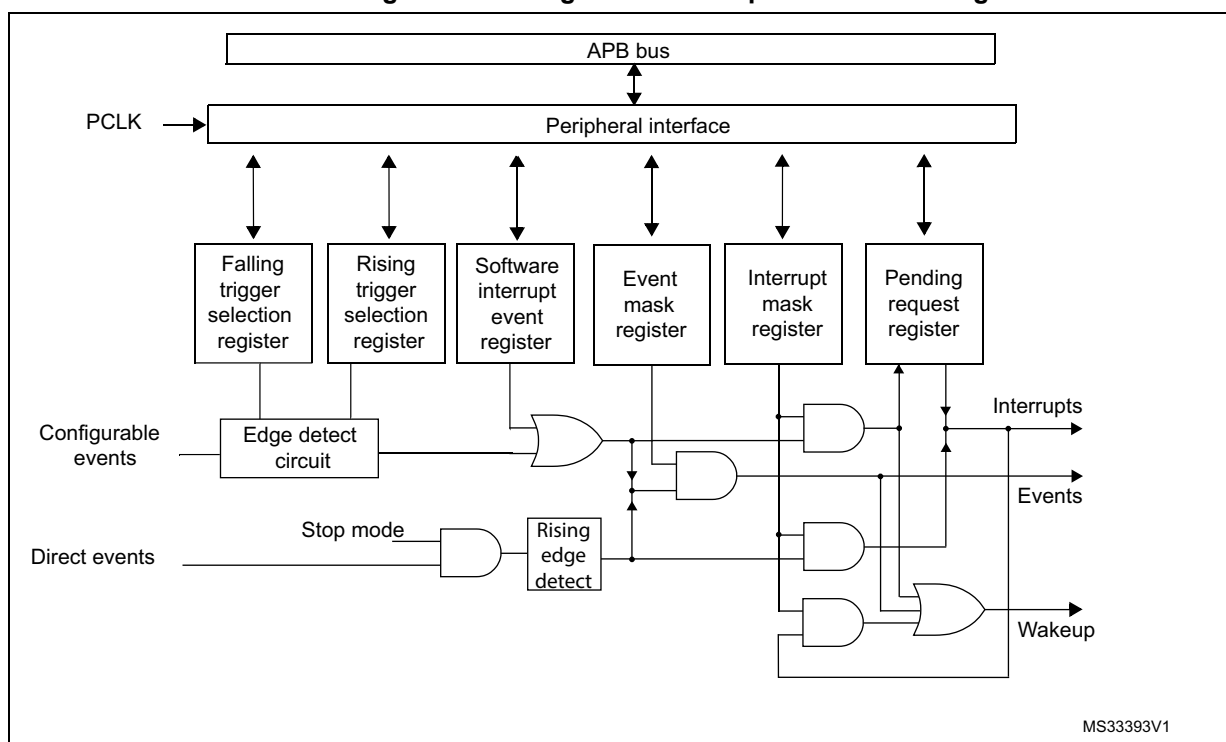 APB bus
PCLK
Peripheral interface
Falling
trigger
selection
register
Rising
trigger
selection
register
Software
interrupt
event
register
Event
mask
register
Interrupt
mask
register
Pending
request
register
Configurable
events
Edge detect
circuit
Interrupts
Events
Stop mode
Direct events
Rising
edge
detect
Wakeup
MS33393V1